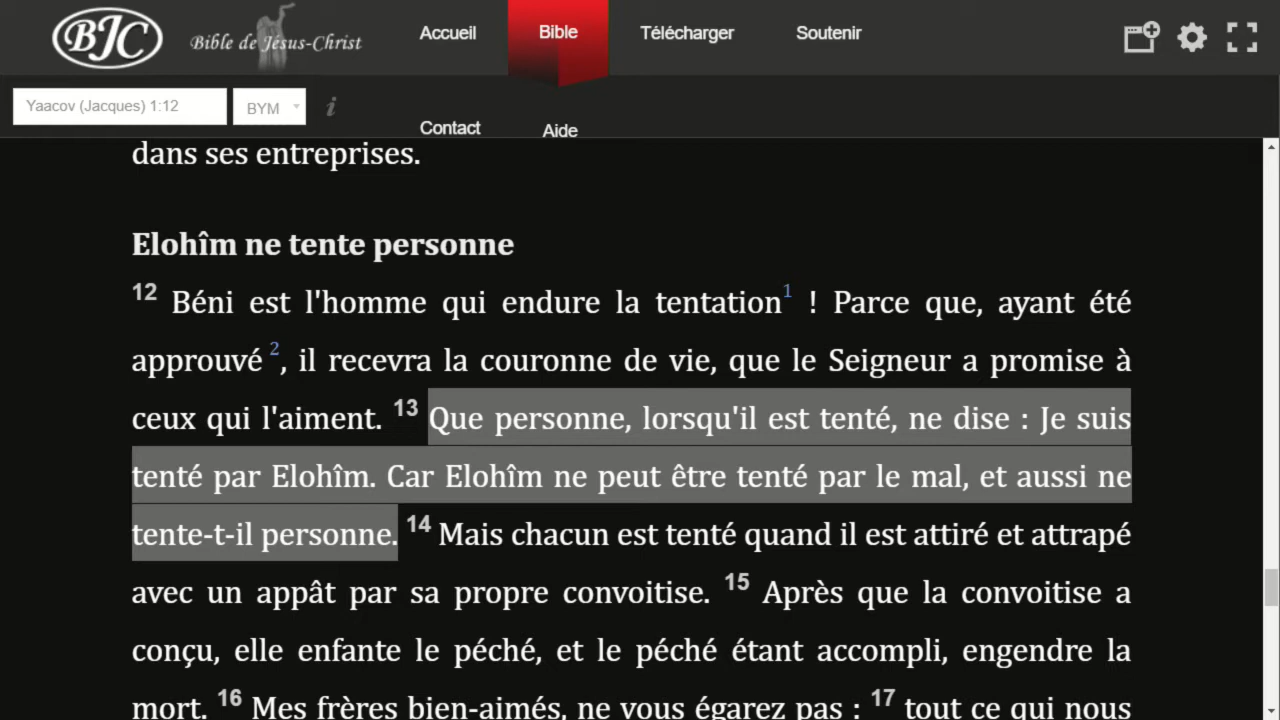 BJC Bible de Jésus-Christ Accueil Bible Télécharger Soutenir
Yaacov (Jacques) 1:12 BYM i Contact Aide
dans ses entreprises.
Elohîm ne tente personne
12 Béni est l'homme qui endure la tentation1 ! Parce que, ayant été
approuvé 2, il recevra la couronne de vie, que le Seigneur a promise à
ceux qui l'aiment. 13 Que personne, lorsqu'il est tenté, ne dise : Je suis
tenté par Elohîm. Car Elohîm ne peut être tenté par le mal, et aussi ne
tente-t-il personne. 14 Mais chacun est tenté quand il est attiré et attrapé
avec un appât par sa propre convoitise. 15 Après que la convoitise a
conçu, elle enfante le péché, et le péché étant accompli, engendre la
mort. 16 Mes frères bien-aimés, ne vous égarez pas : 17 tout ce qui nous